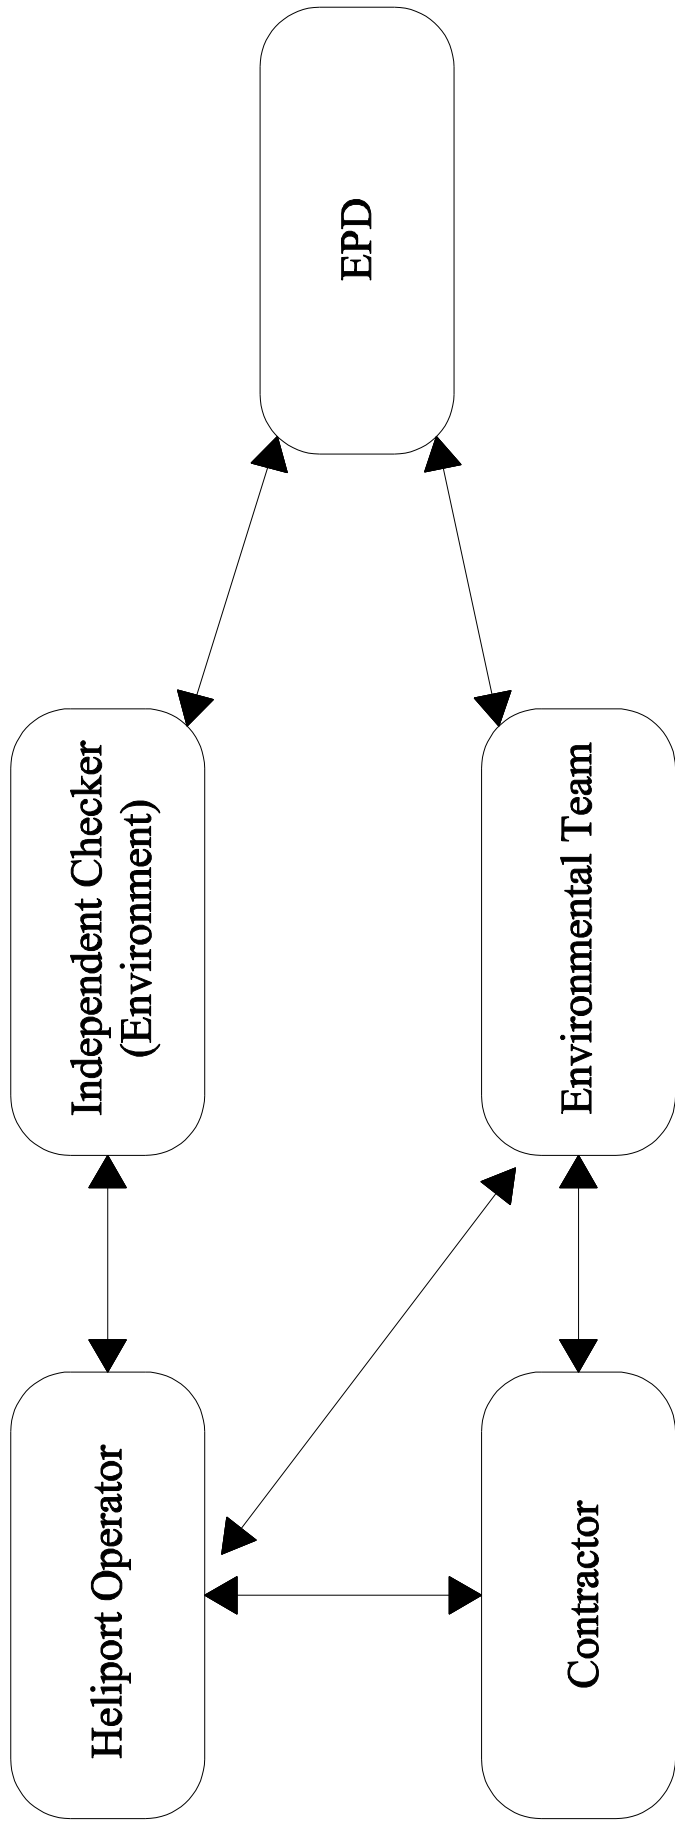 Heliport Operator
Independent Checker
(Environment)
EPD
Contractor
Environmental Team